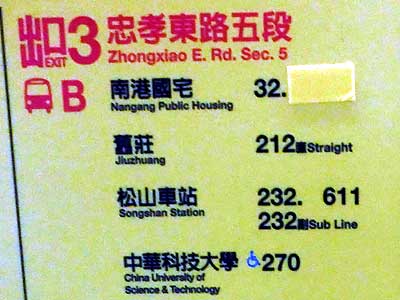 出口 EXIT 3 忠孝東路五段
Zhongxiao E. Rd. Sec. 5
B 南港國宅 32.
Nangang Public Housing
舊莊 212直Straight
Jiuzhuang
松山車站 232. 611
Songshan Station
232副Sub Line
中華科技大學 270
China University of
Science & Technology